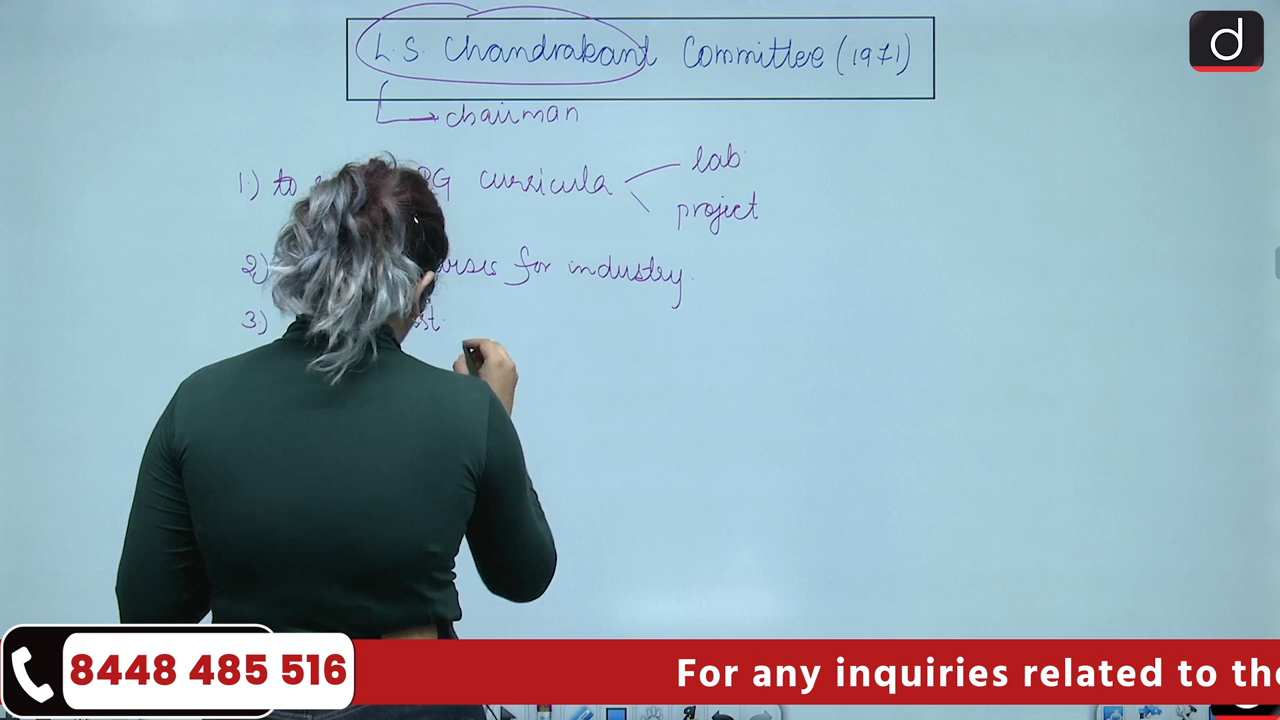 L.S. Chandrakant Committee (1971)
chairman
1.) to PG curricula
lab
project
2) for industry.
3)
8448 485 516
For any inquiries related to the
d